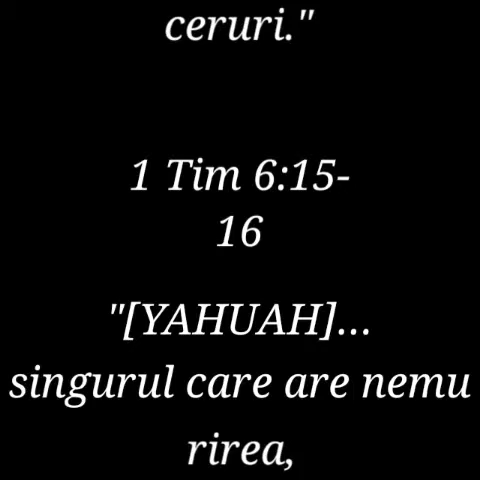 ceruri."
1 Tim 6:15-
16
"[YAHUAH]...
singurul care are nemu
rirea,